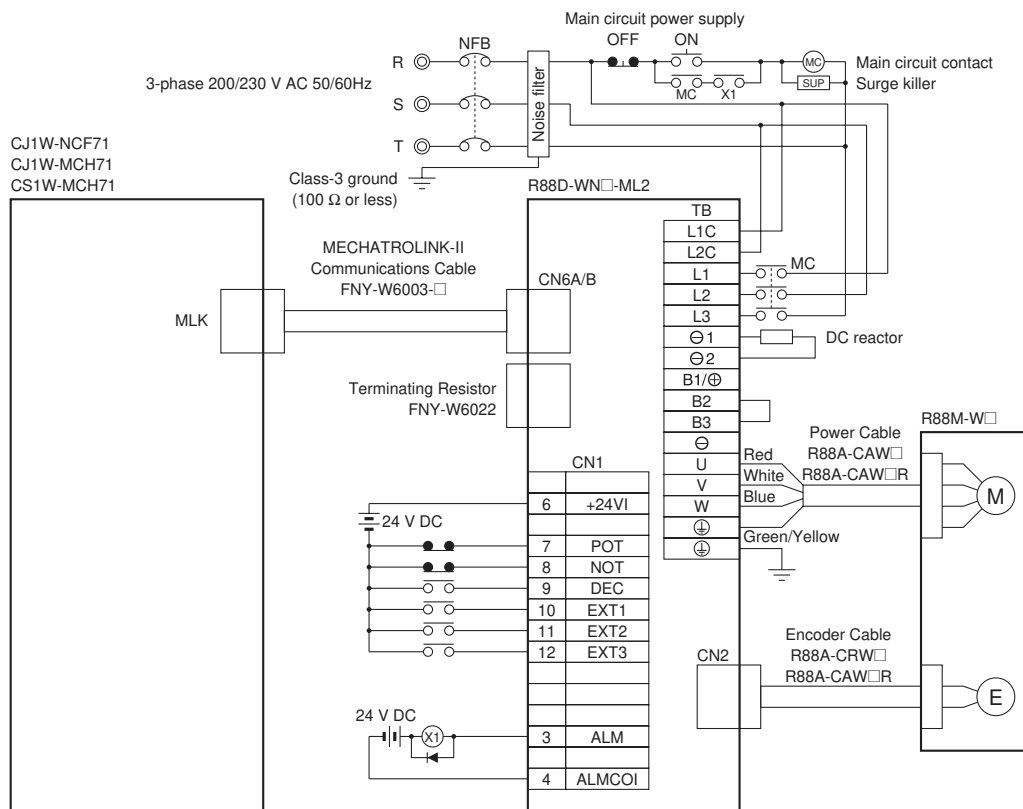 Main circuit power supply
OFF
ON
NFB
R
S
T
3-phase 200/230 V AC 50/60Hz
Noise filter
MC
X1
MC
SUP
Main circuit contact
Surge killer
Class-3 ground
(100 Ω or less)
CJ1W-NCF71
CJ1W-MCH71
CS1W-MCH71
R88D-WN□-ML2
MECHATROLINK-II
Communications Cable
FNY-W6003-□
MLK
CN6A/B
Terminating Resistor
FNY-W6022
TB
L1C
L2C
L1
L2
L3
⊖ 1
⊖ 2
B1/⊕
B2
B3
⊖
U
V
W
MC
DC reactor
Red
White
Blue
Green/Yellow
Power Cable
R88A-CAW□
R88A-CAW□R
R88M-W□
M
CN1
24 V DC
6 +24VI
7 POT
8 NOT
9 DEC
10 EXT1
11 EXT2
12 EXT3
24 V DC
X1
3 ALM
4 ALMCOI
CN2
Encoder Cable
R88A-CRW□
R88A-CAW□R
E